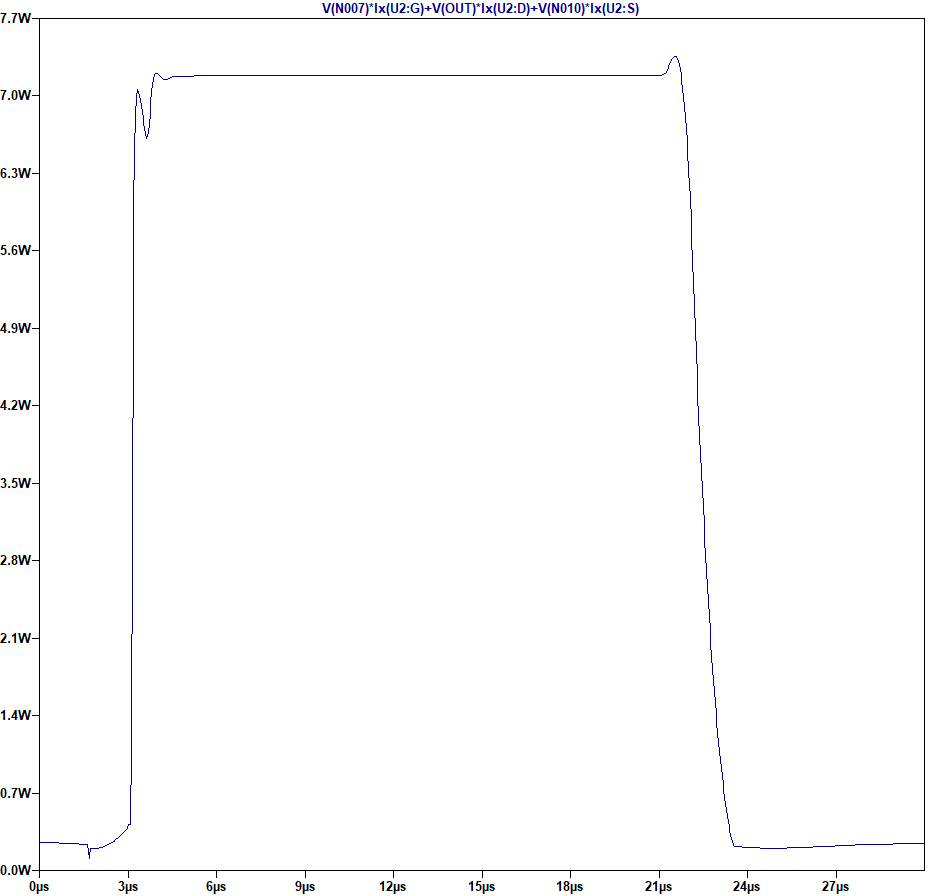 V(N007)*Ix(U2:G)+V(OUT)*Ix(U2:D)+V(N010)*Ix(U2:S)
7.7W
7.0W
6.3W
5.6W
4.9W
4.2W
3.5W
2.8W
2.1W
1.4W
0.7W
0.0W
0µs 3µs 6µs 9µs 12µs 15µs 18µs 21µs 24µs 27µs